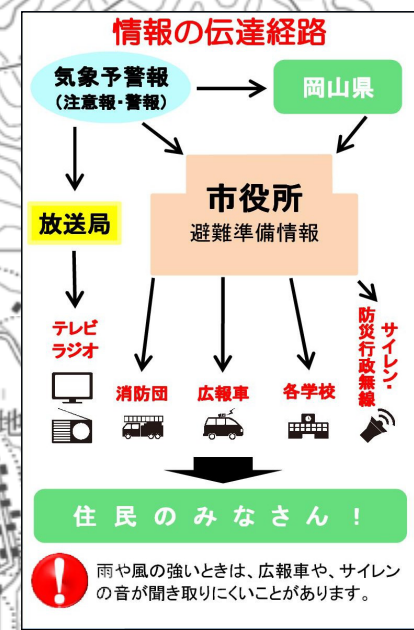 情報の伝達経路
気象予警報
(注意報・警報)
岡山県
放送局
市役所
避難準備情報
テレビ
ラジオ
消防団
広報車
各学校
サイレン・
防災行政無線
地
住民のみなさん!
雨や風の強いときは、広報車や、サイレン
の音が聞き取りにくいことがあります。